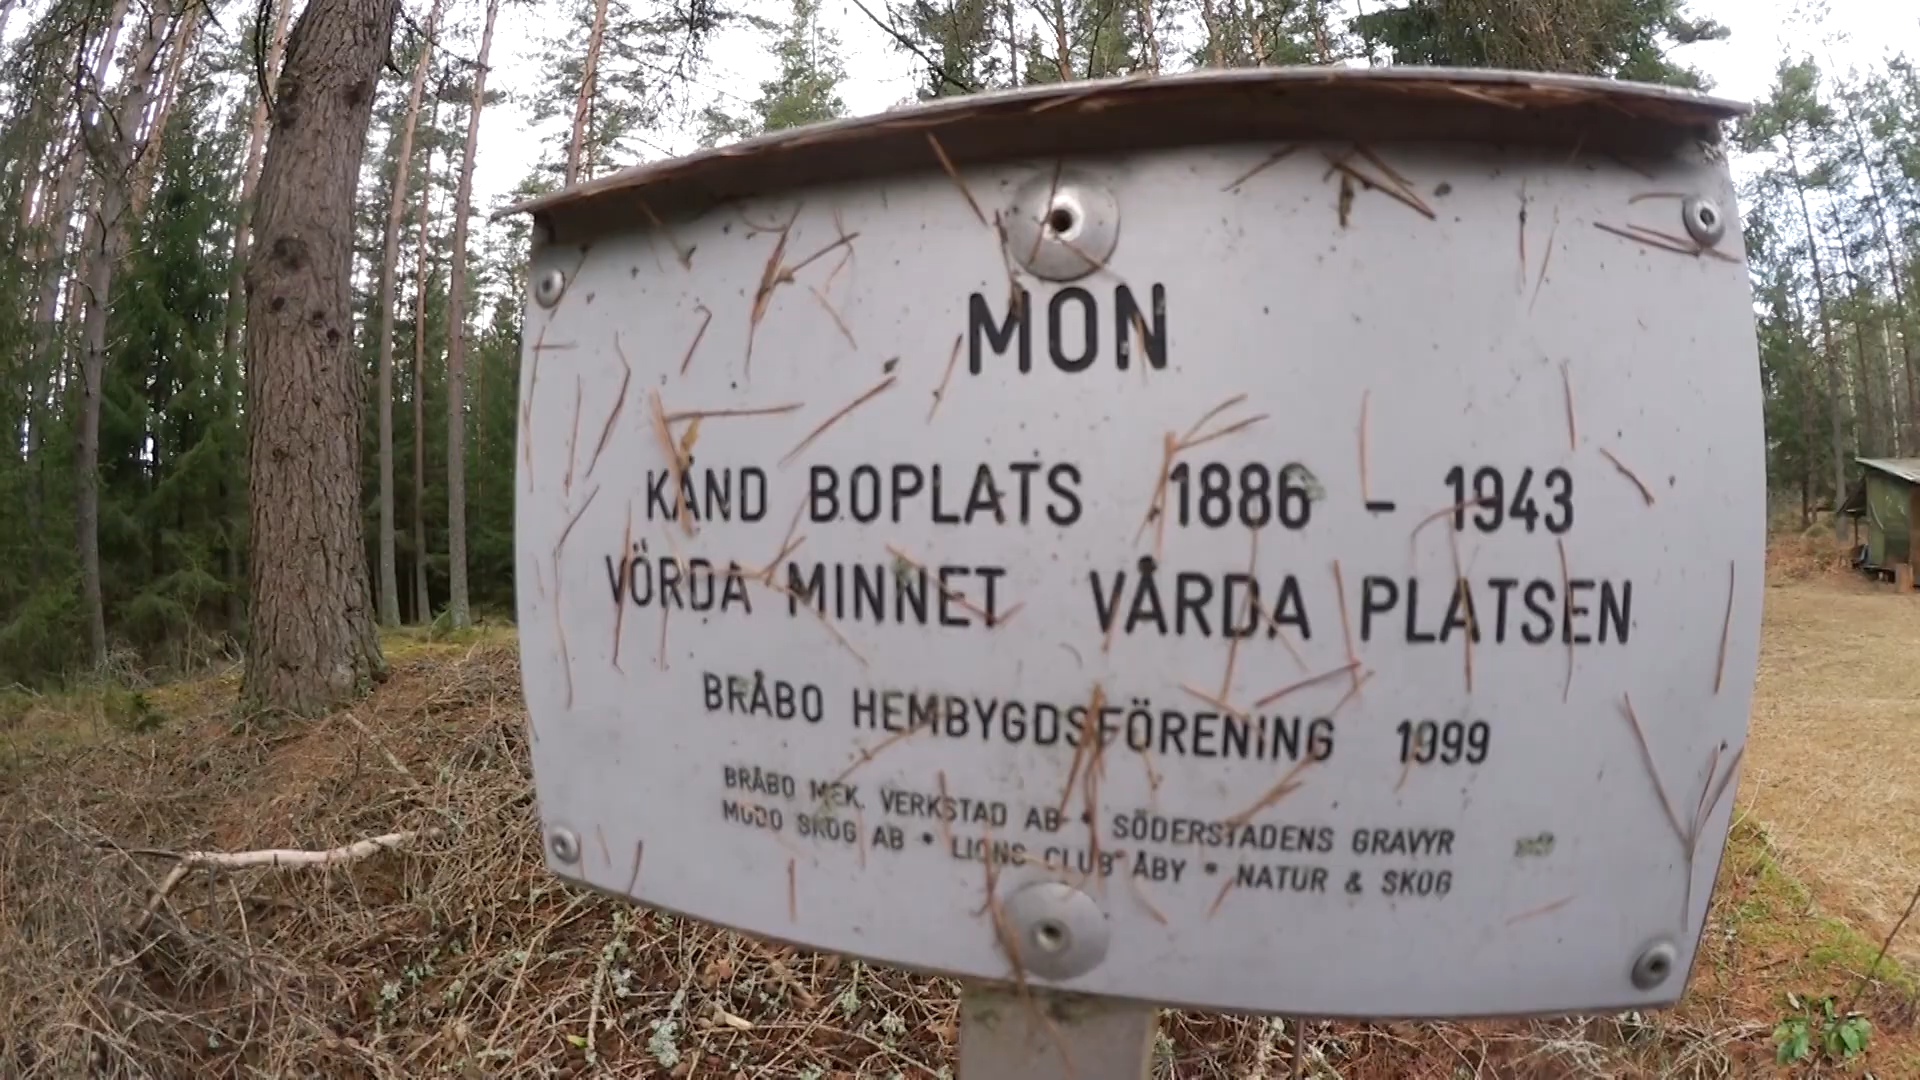 MON
KÄND BOPLATS 1886 - 1943
VÖRDA MINNET VÅRDA PLATSEN
BRÅBO HEMBYGDSFÖRENING 1999
BRÅBO MEK. VERKSTAD AB * SÖDERSTADENS GRAVYR
MODO SKOG AB * LIONS CLUB ÅBY * NATUR & SKOG